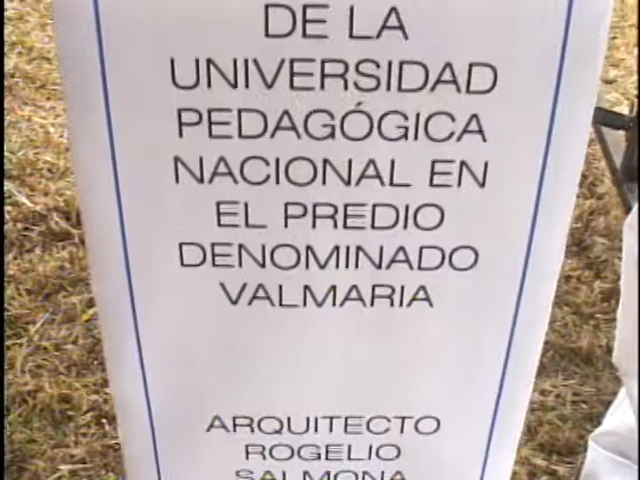 DE LA
UNIVERSIDAD
PEDAGÓGICA
NACIONAL EN
EL PREDIO
DENOMINADO
VALMARIA
ARQUITECTO
ROGELIO
SALMONA